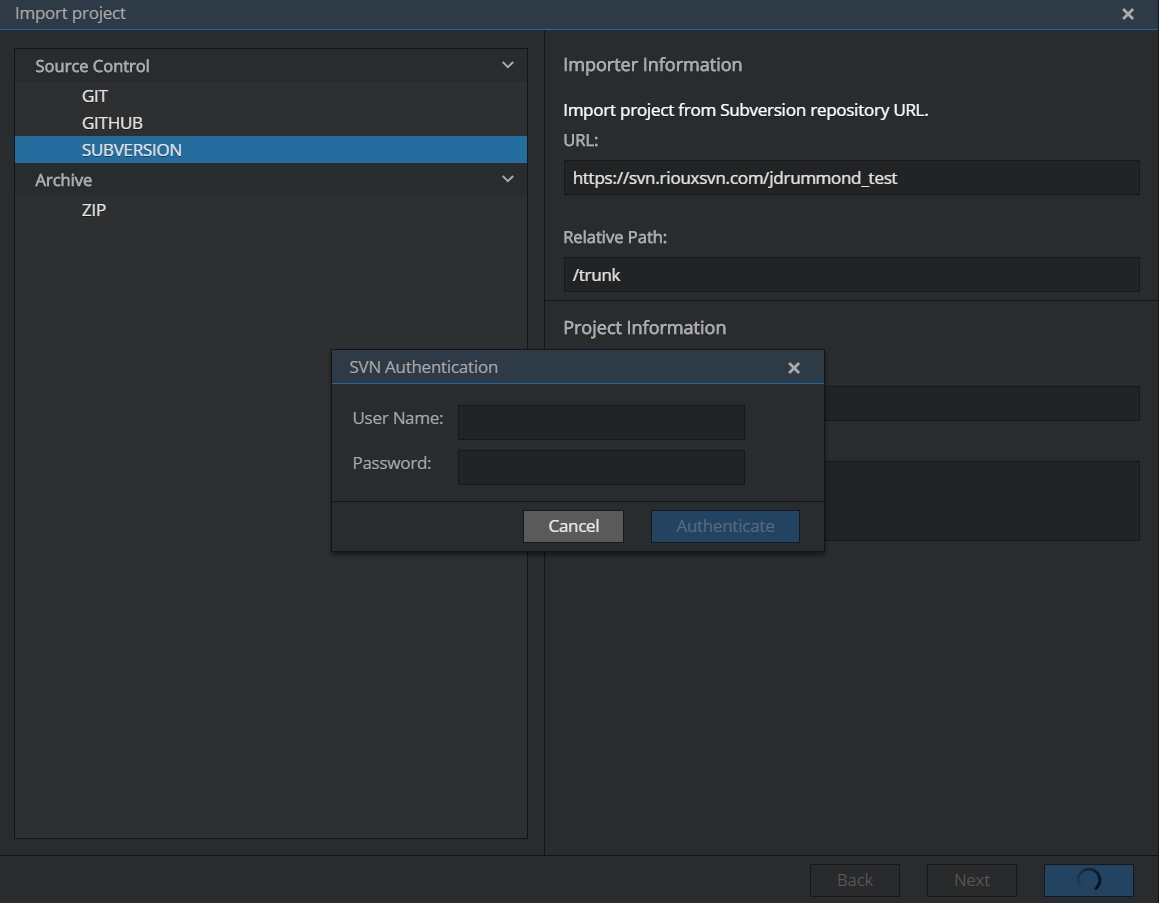 Import project
Source Control
GIT
GITHUB
SUBVERSION
Archive
ZIP
Importer Information
Import project from Subversion repository URL.
URL:
https://svn.riouxsvn.com/jdrummond_test
Relative Path:
/trunk
Project Information
SVN Authentication
User Name:
Password:
Cancel Authenticate
Back Next